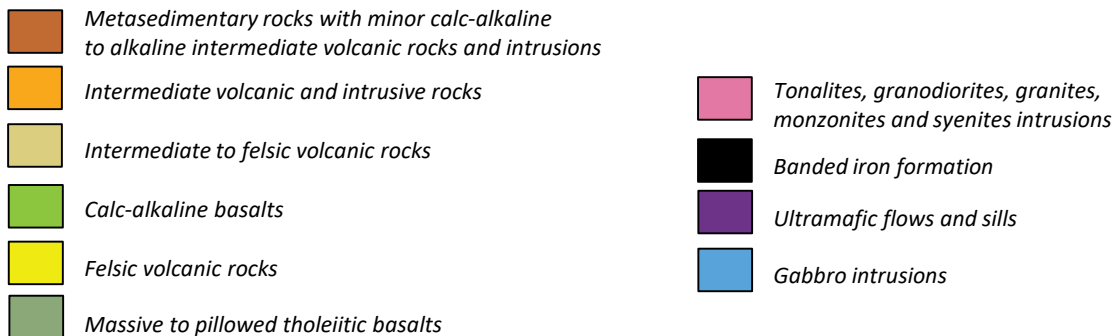 Metasedimentary rocks with minor calc-alkaline
to alkaline intermediate volcanic rocks and intrusions
Intermediate volcanic and intrusive rocks
Intermediate to felsic volcanic rocks
Calc-alkaline basalts
Felsic volcanic rocks
Massive to pillowed tholeiitic basalts
Tonalites, granodiorites, granites,
monzonites and syenites intrusions
Banded iron formation
Ultramafic flows and sills
Gabbro intrusions